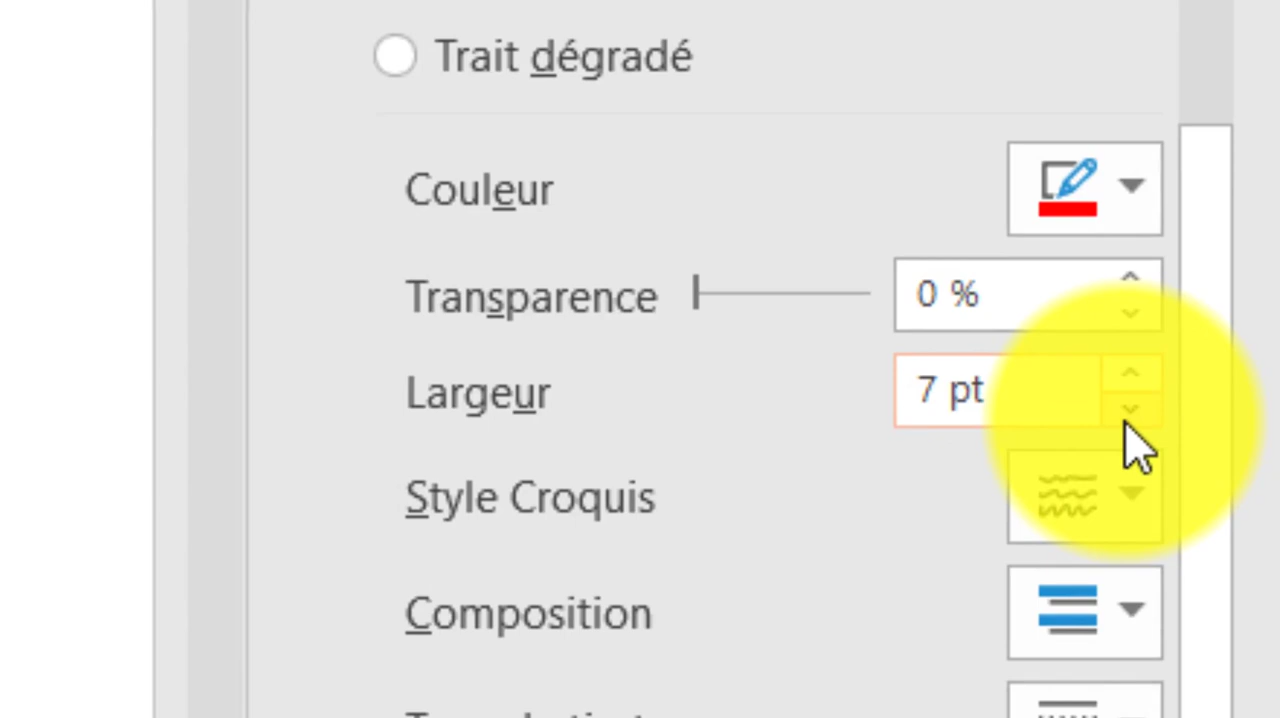 Trait dégradé
Couleur
Transparence 0 %
Largeur 7 pt
Style Croquis
Composition